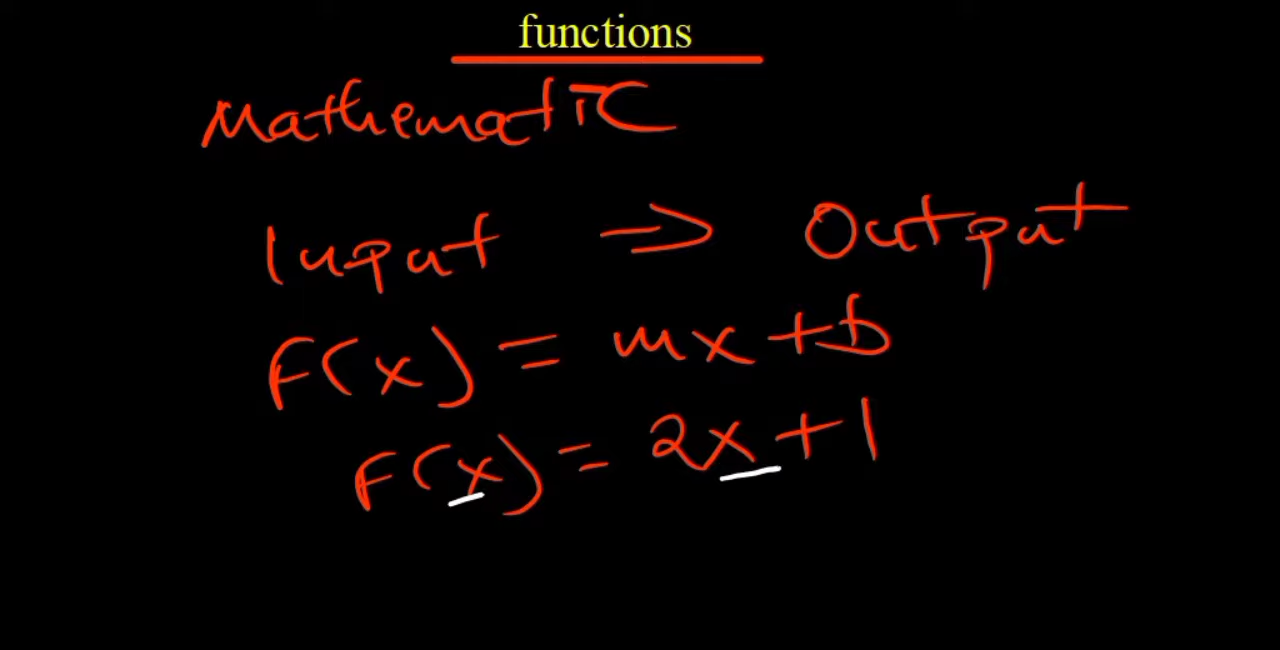 functions
Mathematic
Input ⇒ Output
F(x) = mx + b
F(x) = 2x + 1